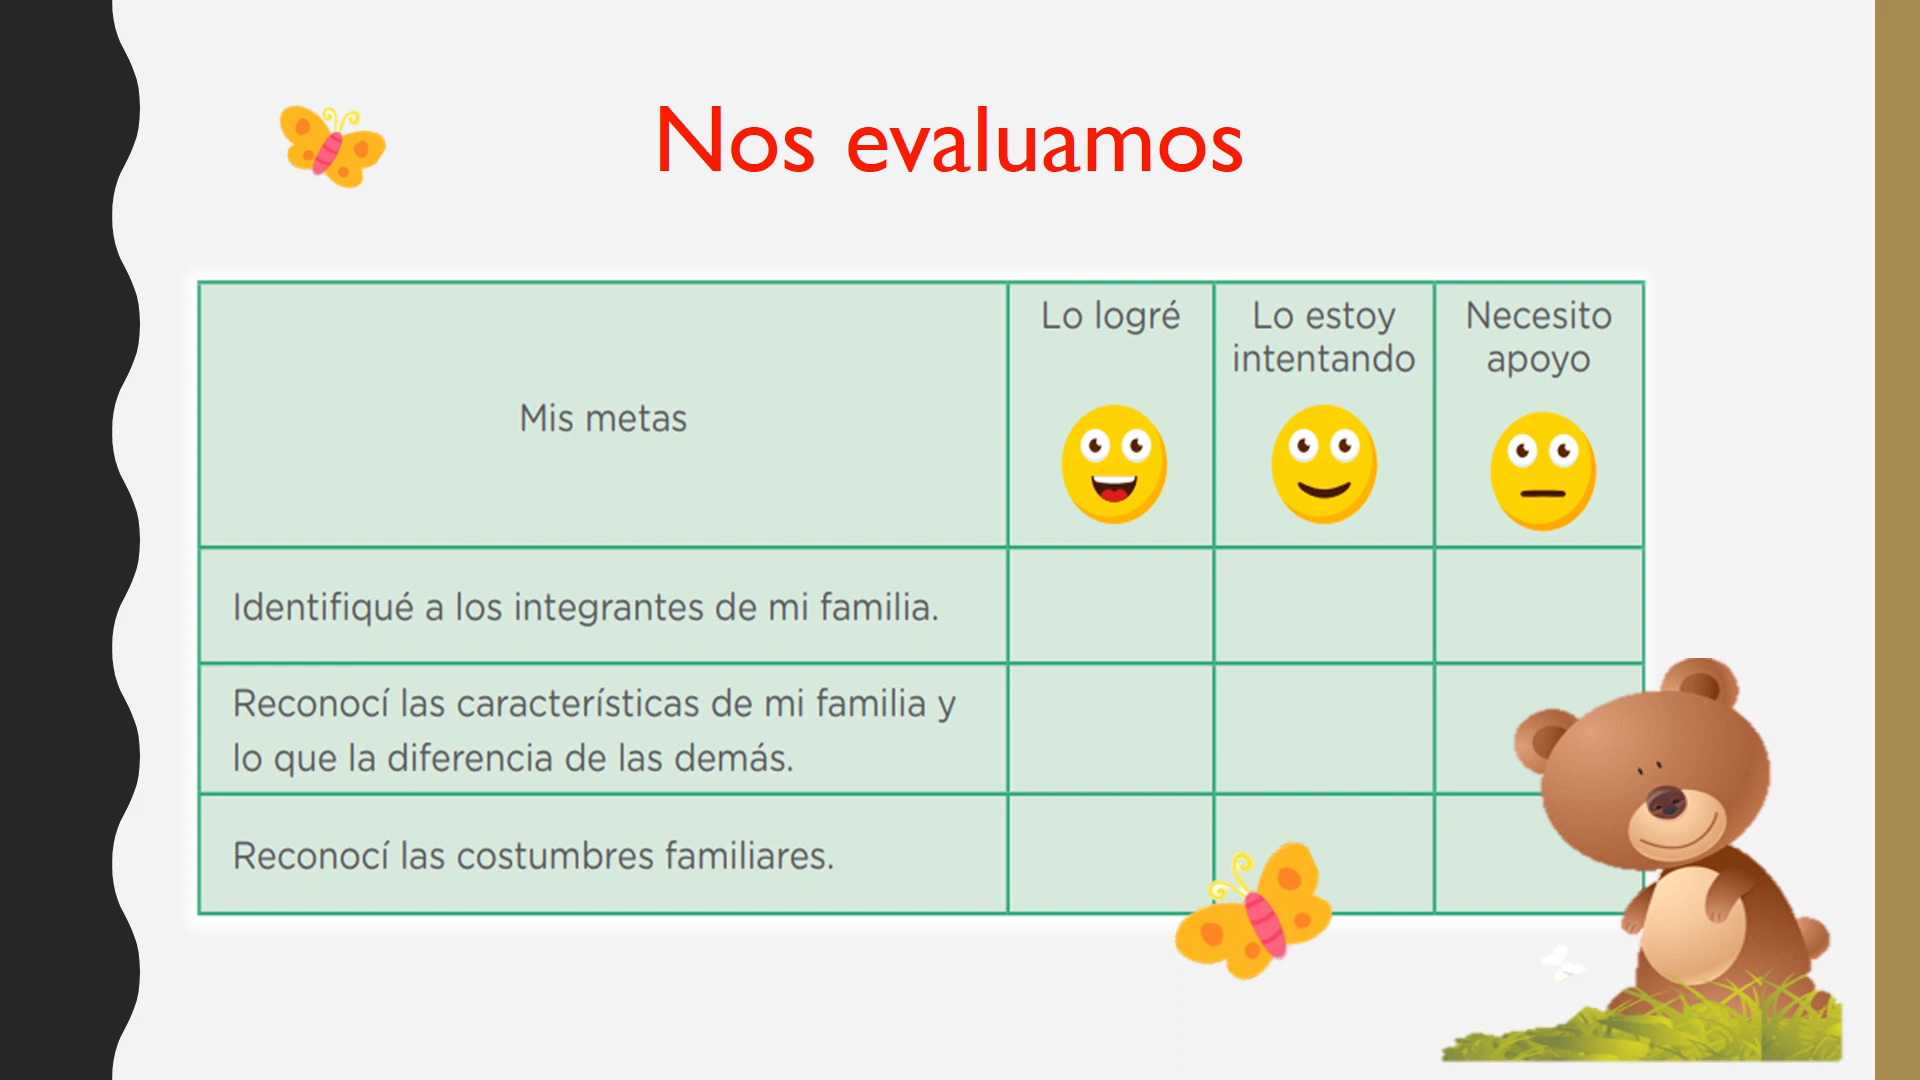 Nos evaluamos
Mis metas
Lo logré
Lo estoy
intentando
Necesito
apoyo
Identifiqué a los integrantes de mi familia.
Reconocí las características de mi familia y
lo que la diferencia de las demás.
Reconocí las costumbres familiares.